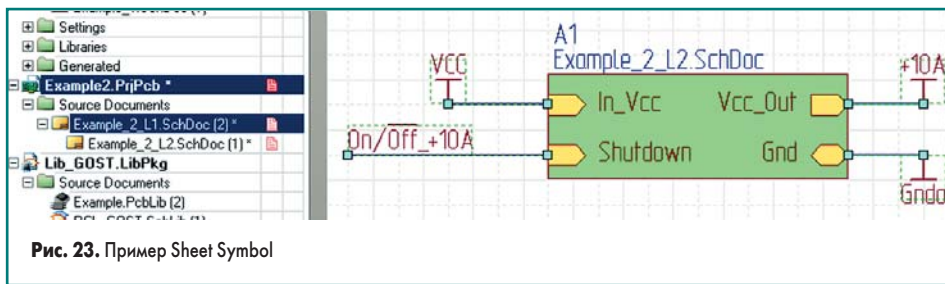 Settings
Libraries
Generated
Example2.PrjPcb *
Source Documents
Example_2_L1.SchDoc (2) *
Example_2_L2.SchDoc (1) *
Lib_GOST.LibPkg
Source Documents
Example.PcbLib (2)
A1
Example_2_L2.SchDoc
VCC
+10A
In_Vcc
Vcc_Out
On/Off_+10A
Shutdown
Gnd
Рис. 23. Пример Sheet Symbol